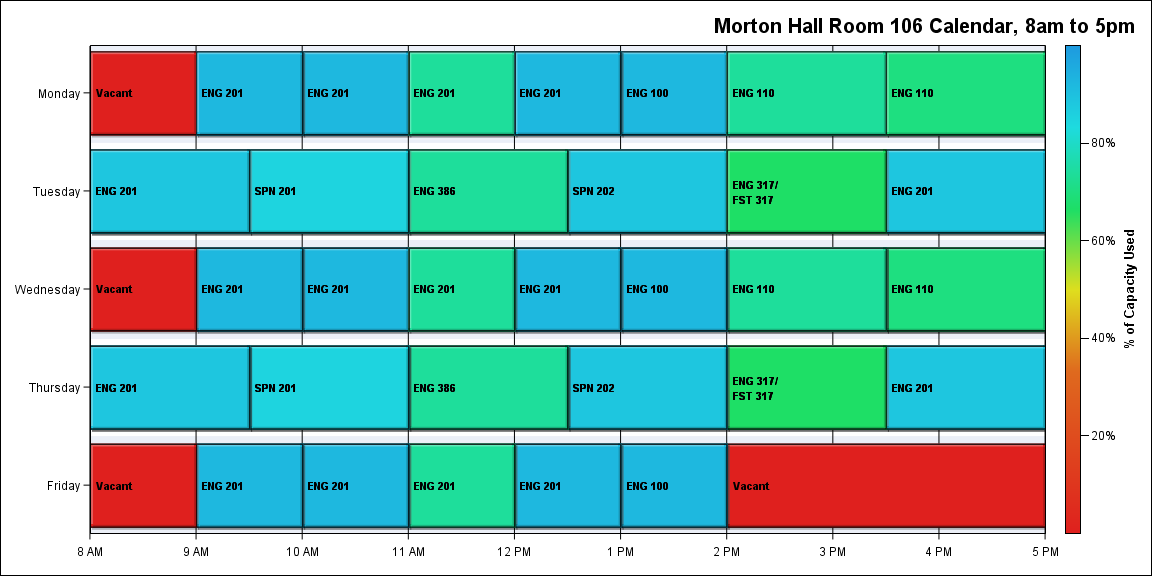 Morton Hall Room 106 Calendar, 8am to 5pm
Monday
Vacant
ENG 201
ENG 201
ENG 201
ENG 201
ENG 100
ENG 110
ENG 110
Tuesday
ENG 201
SPN 201
ENG 386
SPN 202
ENG 317/
FST 317
ENG 201
Wednesday
Vacant
ENG 201
ENG 201
ENG 201
ENG 201
ENG 100
ENG 110
ENG 110
Thursday
ENG 201
SPN 201
ENG 386
SPN 202
ENG 317/
FST 317
ENG 201
Friday
Vacant
ENG 201
ENG 201
ENG 201
ENG 201
ENG 100
Vacant
8 AM
9 AM
10 AM
11 AM
12 PM
1 PM
2 PM
3 PM
4 PM
5 PM
80%
60%
40%
20%
% of Capacity Used